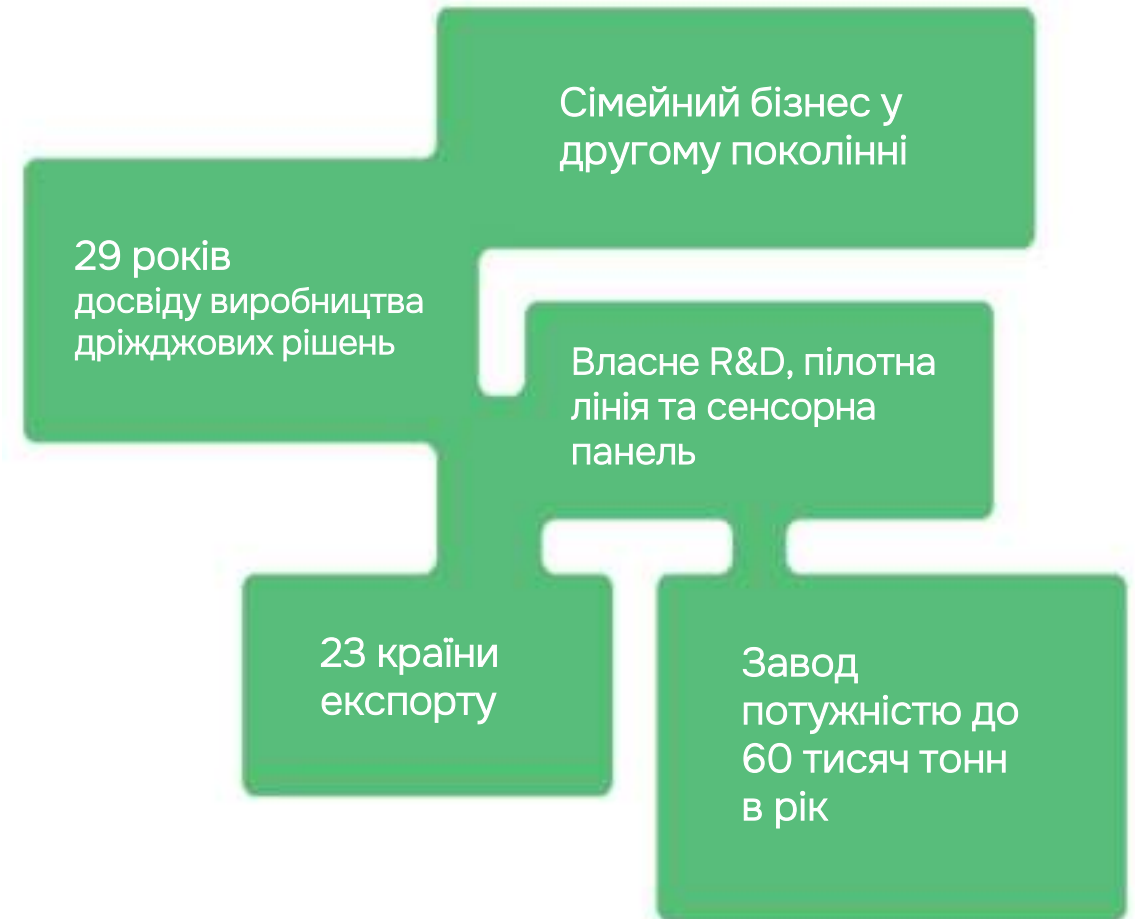 Сімейний бізнес у
другому поколінні
29 років
досвіду виробництва
дріжджових рішень
Власне R&D, пілотна
лінія та сенсорна
панель
23 країни
експорту
Завод
потужністю до
60 тисяч тонн
в рік